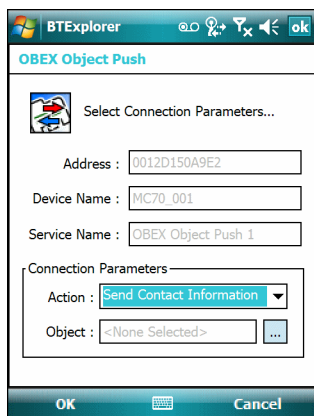 BTExplorer ok
OBEX Object Push
Select Connection Parameters...
Address : 0012D150A9E2
Device Name : MC70_001
Service Name : OBEX Object Push 1
Connection Parameters
Action : Send Contact Information
Object : <None Selected> ...
OK Cancel